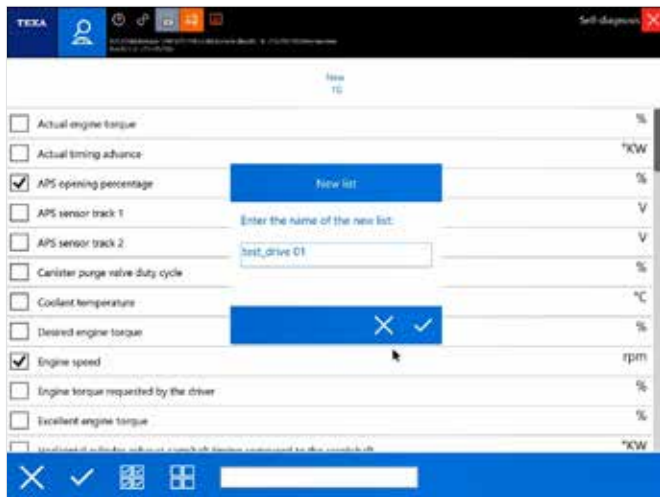 TEXA
Self-diagnosis
New
Actual engine torque %
Actual timing advance °KW
APS opening percentage %
APS sensor track 1 V
APS sensor track 2 V
Canister purge valve duty cycle %
Coolant temperature °C
Desired engine torque %
Engine speed rpm
Engine torque requested by the driver %
Excellent engine torque %
°KW
New list
Enter the name of the new list:
test_drive 01